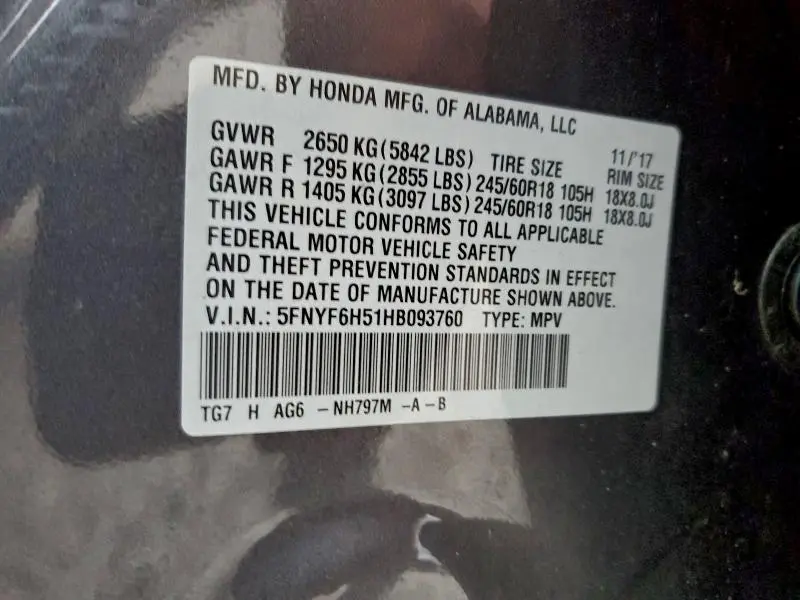 MFD. BY HONDA MFG. OF ALABAMA, LLC
11/'17
GVWR 2650 KG(5842 LBS) TIRE SIZE RIM SIZE
GAWR F 1295 KG(2855 LBS) 245/60R18 105H 18X8.0J
GAWR R 1405 KG(3097 LBS) 245/60R18 105H 18X8.0J
THIS VEHICLE CONFORMS TO ALL APPLICABLE
FEDERAL MOTOR VEHICLE SAFETY
AND THEFT PREVENTION STANDARDS IN EFFECT
ON THE DATE OF MANUFACTURE SHOWN ABOVE.
V.I.N.: 5FNYF6H51HB093760 TYPE: MPV
TG7 H AG6 -NH797M -A-B